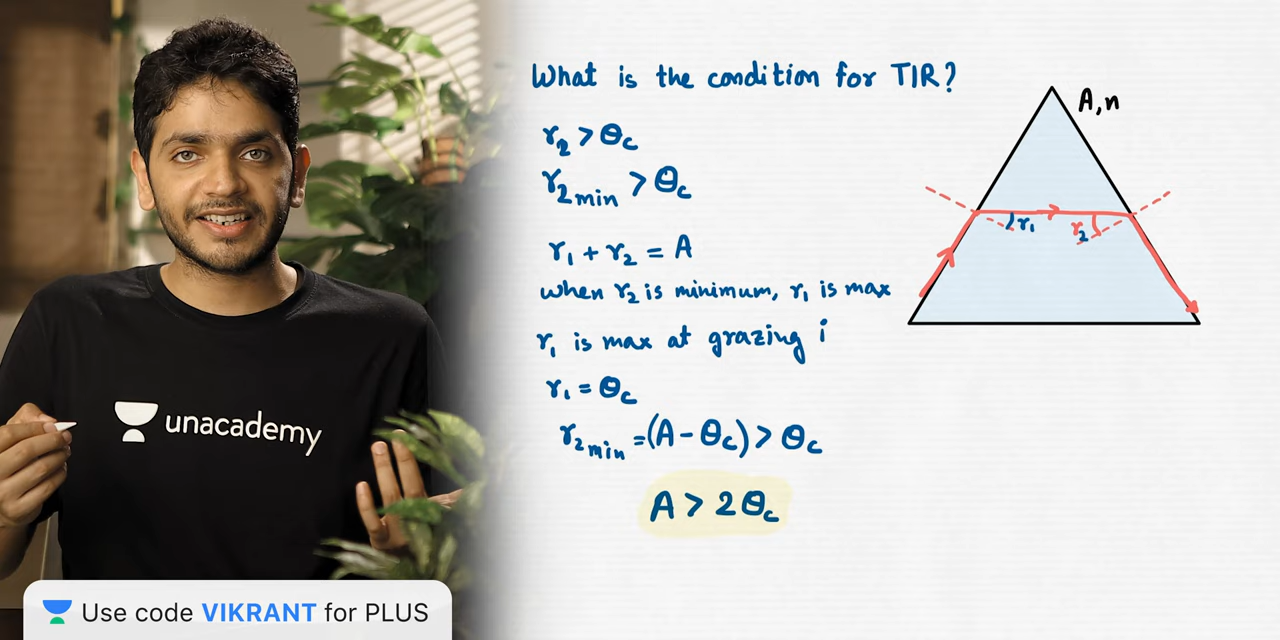 What is the condition for TIR?
r₂ > θc
r₂min > θc
r₁ + r₂ = A
when r₂ is minimum, r₁ is max
r₁ is max at grazing i
r₁ = θc
r₂min = (A - θc) > θc
A > 2θc
A, n
r₁
r₂
unacademy
Use code VIKRANT for PLUS